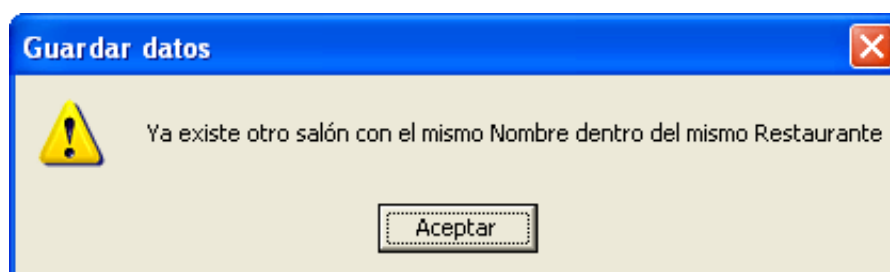 Guardar datos
Ya existe otro salón con el mismo Nombre dentro del mismo Restaurante
Aceptar